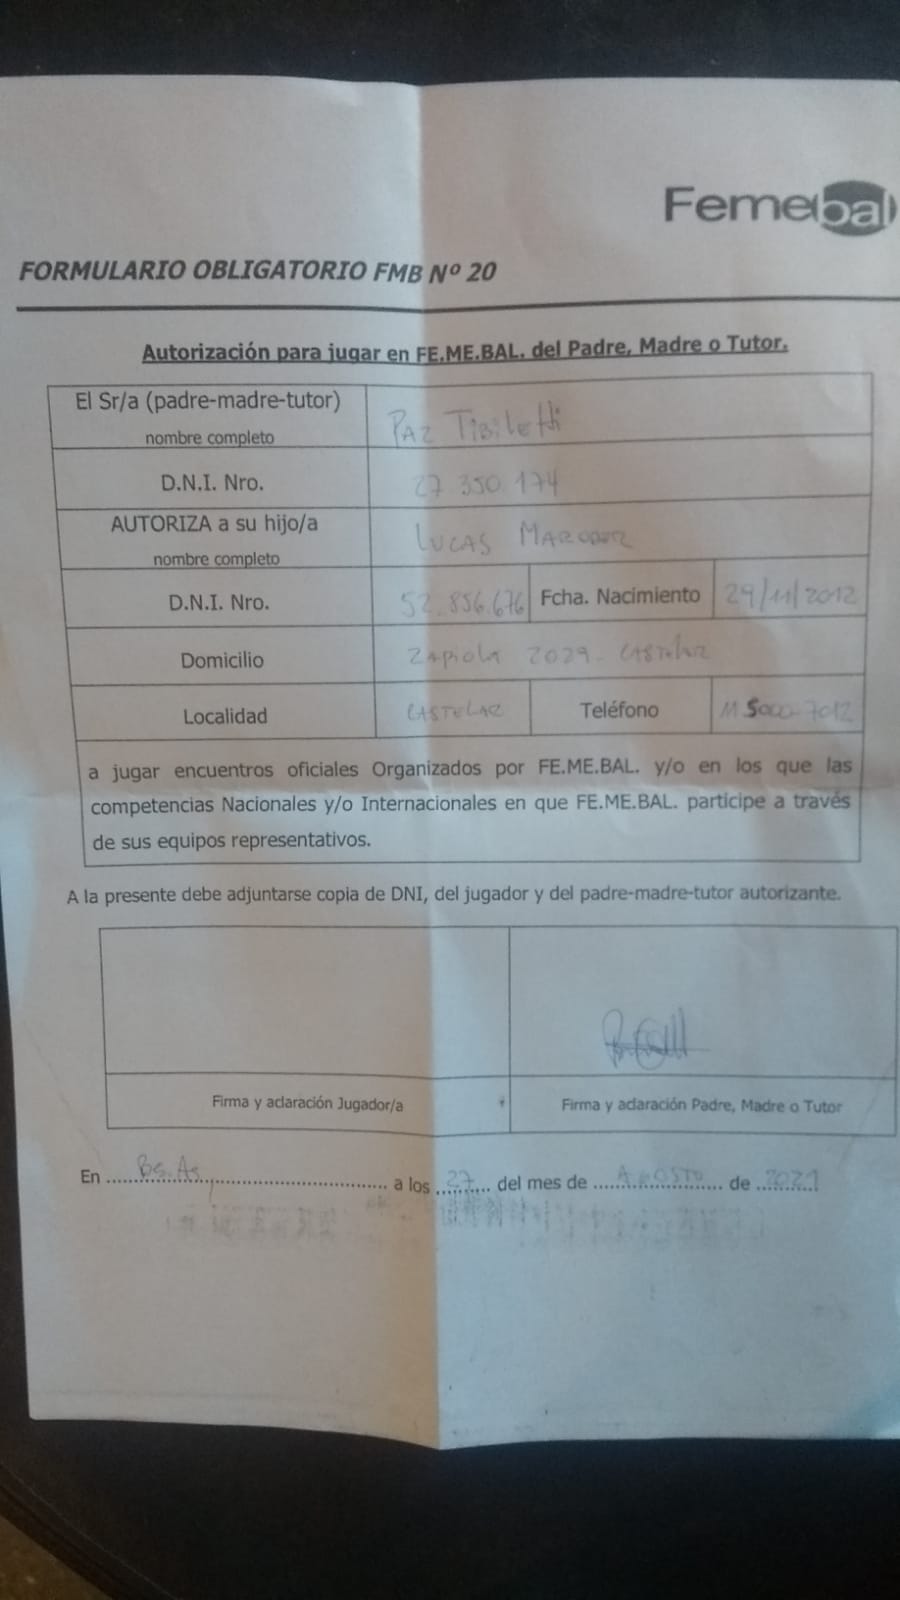 Femebal
FORMULARIO OBLIGATORIO FMB Nº 20
Autorización para jugar en FE.ME.BAL. del Padre, Madre o Tutor.
El Sr/a (padre-madre-tutor)
nombre completo
PAZ Tibiletti
D.N.I. Nro.
27.350.174
AUTORIZA a su hijo/a
nombre completo
LUCAS
D.N.I. Nro.
52.856.676
Fcha. Nacimiento
29/11/2012
Domicilio
Zapiola 2029- CASTELAR
Localidad
CASTELAR
Teléfono
11 5000-7012
a jugar encuentros oficiales Organizados por FE.ME.BAL. y/o en los que las
competencias Nacionales y/o Internacionales en que FE.ME.BAL. participe a través
de sus equipos representativos.
A la presente debe adjuntarse copia de DNI, del jugador y del padre-madre-tutor autorizante.
Firma y aclaración Jugador/a
Firma y aclaración Padre, Madre o Tutor
En Bs. As. a los 27 del mes de AGOSTO de 2021